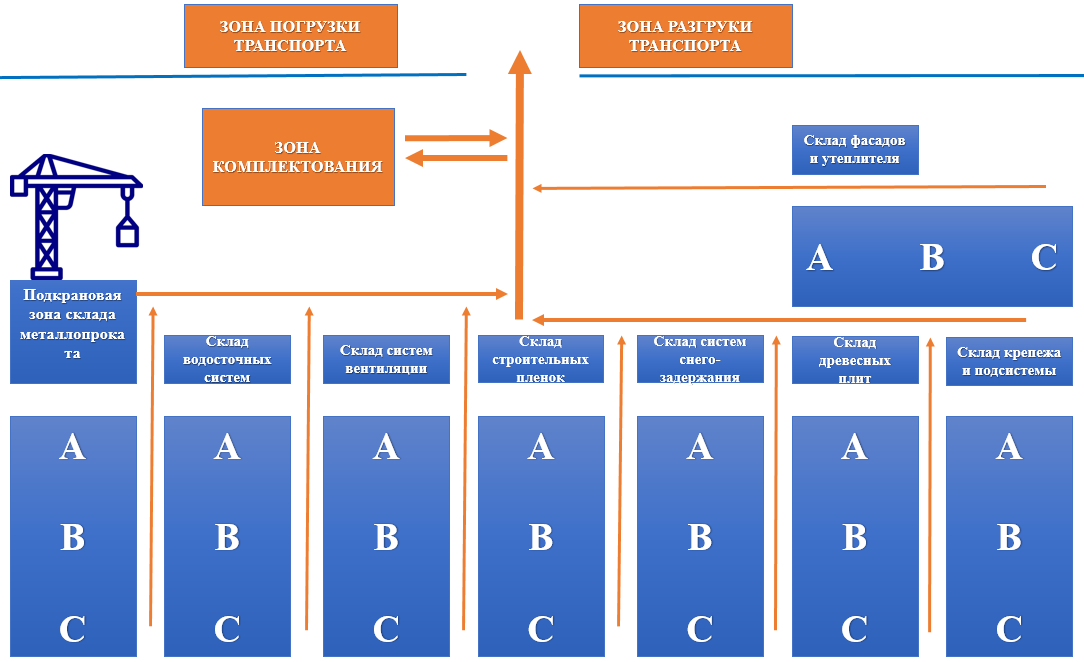 ЗОНА ПОГРУЗКИ
ТРАНСПОРТА
ЗОНА РАЗГРУКИ
ТРАНСПОРТА
ЗОНА
КОМПЛЕКТОВАНИЯ
Склад фасадов
и утеплителя
A B C
Подкрановая
зона склада
металлопрока
та
Склад
водосточных
систем
Склад систем
вентиляции
Склад
строительных
пленок
Склад систем
снего-
задержания
Склад
древесных
плит
Склад крепежа
и подсистемы
A A A A A A A
B B B B B B B
C C C C C C C